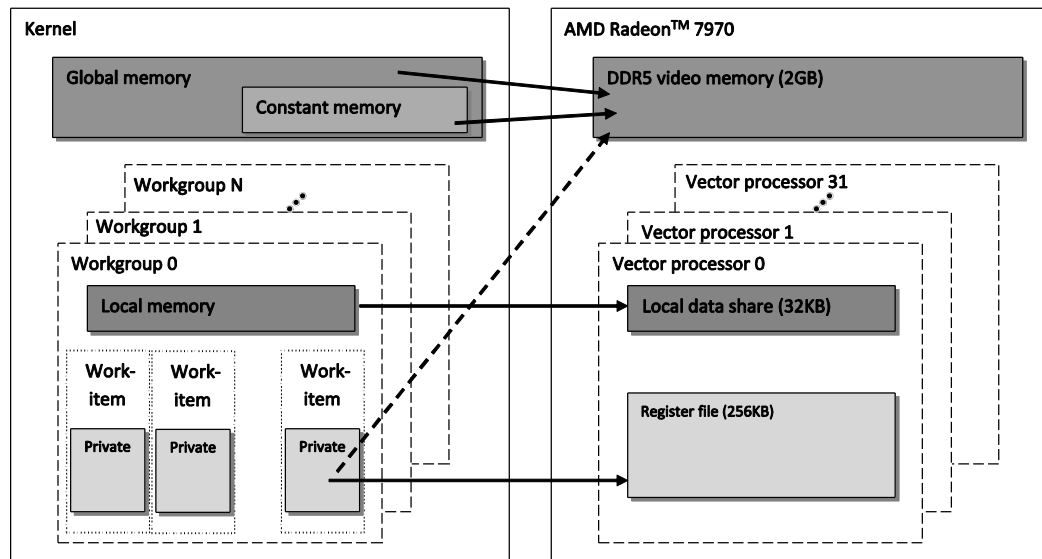 Kernel
Global memory
Constant memory
Workgroup N
Workgroup 1
Workgroup 0
Local memory
Work-
item
Work-
item
Work-
item
Private
Private
Private
AMD Radeon™ 7970
DDR5 video memory (2GB)
Vector processor 31
Vector processor 1
Vector processor 0
Local data share (32KB)
Register file (256KB)